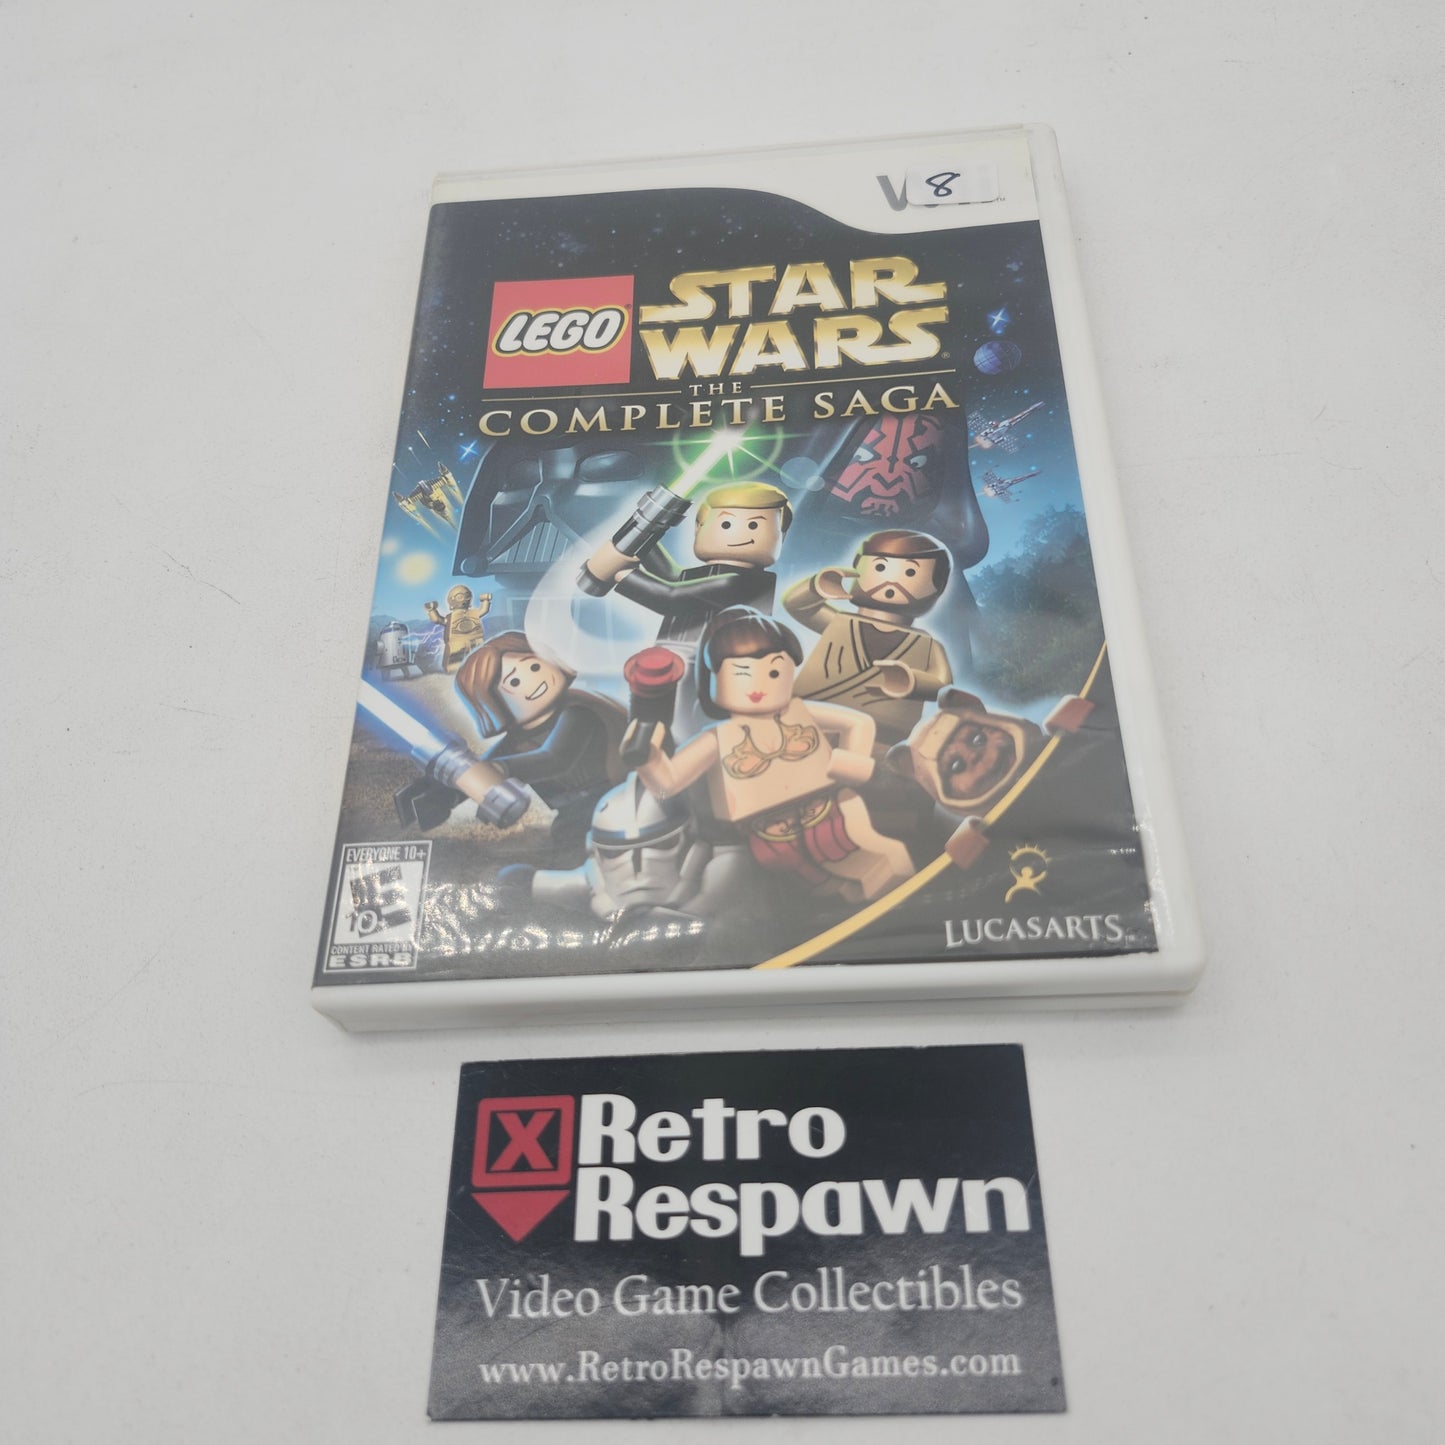 8
LEGO®
STAR
WARS®
THE
COMPLETE SAGA
EVERYONE 10+
E
10+
CONTENT RATED BY
ESRB
LUCASARTS™
X Retro
Respawn
Video Game Collectibles
www.RetroRespawnGames.com